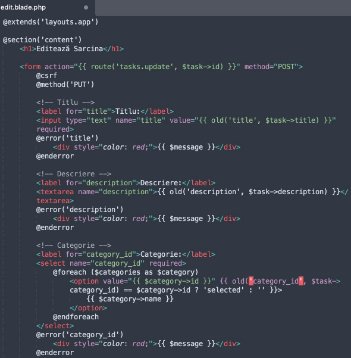 edit.blade.php
@extends('layouts.app')
@section('content')
<h1>Editează Sarcina</h1>
<form action="{{ route('tasks.update', $task->id) }}" method="POST">
@csrf
@method('PUT')
<!-- Titlu -->
<label for="title">Titlu:</label>
<input type="text" name="title" value="{{ old('title', $task->title) }}"
required>
@error('title')
<div style="color: red;">{{ $message }}</div>
@enderror
<!-- Descriere -->
<label for="description">Descriere:</label>
<textarea name="description">{{ old('description', $task->description) }}</
textarea>
@error('description')
<div style="color: red;">{{ $message }}</div>
@enderror
<!-- Categorie -->
<label for="category_id">Categorie:</label>
<select name="category_id" required>
@foreach ($categories as $category)
<option value="{{ $category->id }}" {{ old('category_id', $task->
category_id) == $category->id ? 'selected' : '' }}>
{{ $category->name }}
</option>
@endforeach
</select>
@error('category_id')
<div style="color: red;">{{ $message }}</div>
@enderror